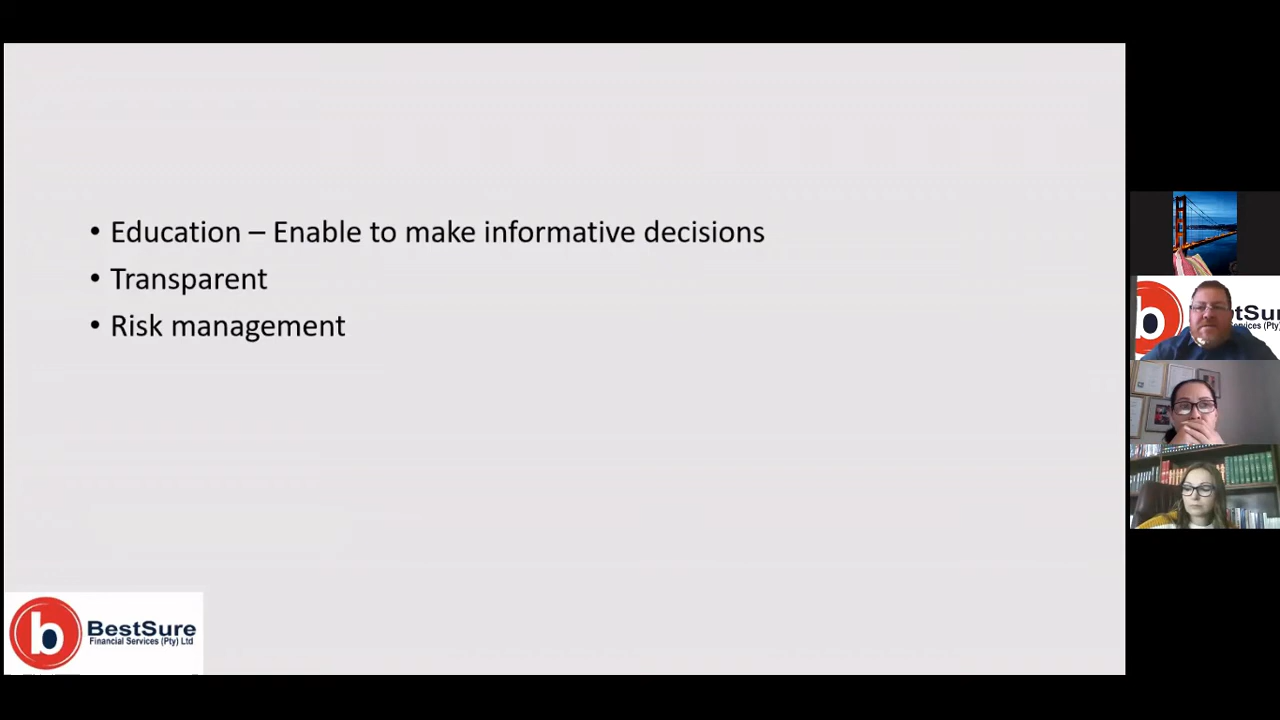 • Education – Enable to make informative decisions
• Transparent
• Risk management
b BestSure
Financial Services (Pty) Ltd
b